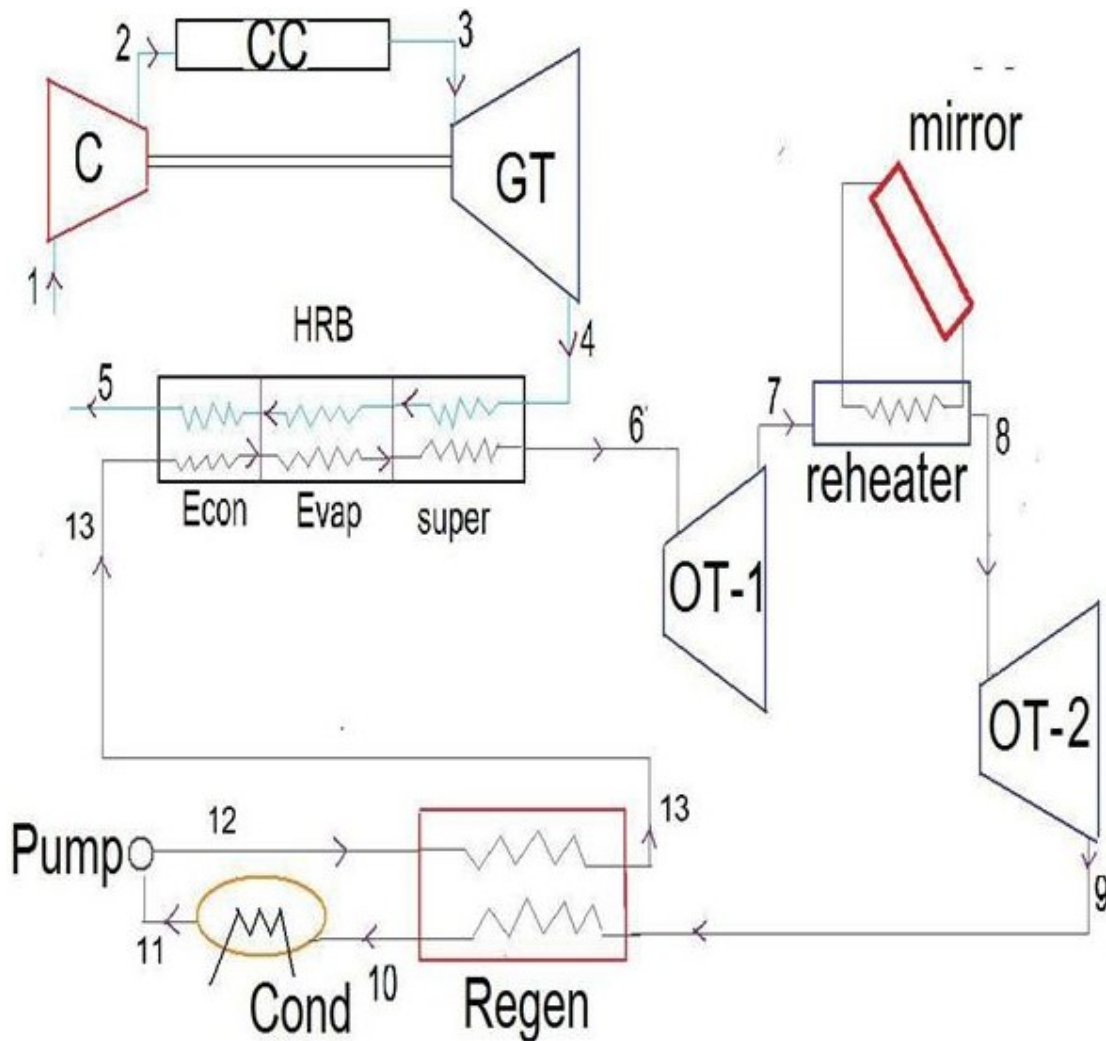 2
CC
3
C
GT
mirror
1
HRB
4
5
6
7
8
Econ
Evap
super
reheater
13
OT-1
OT-2
12
13
Pump
9
11
Cond
10
Regen